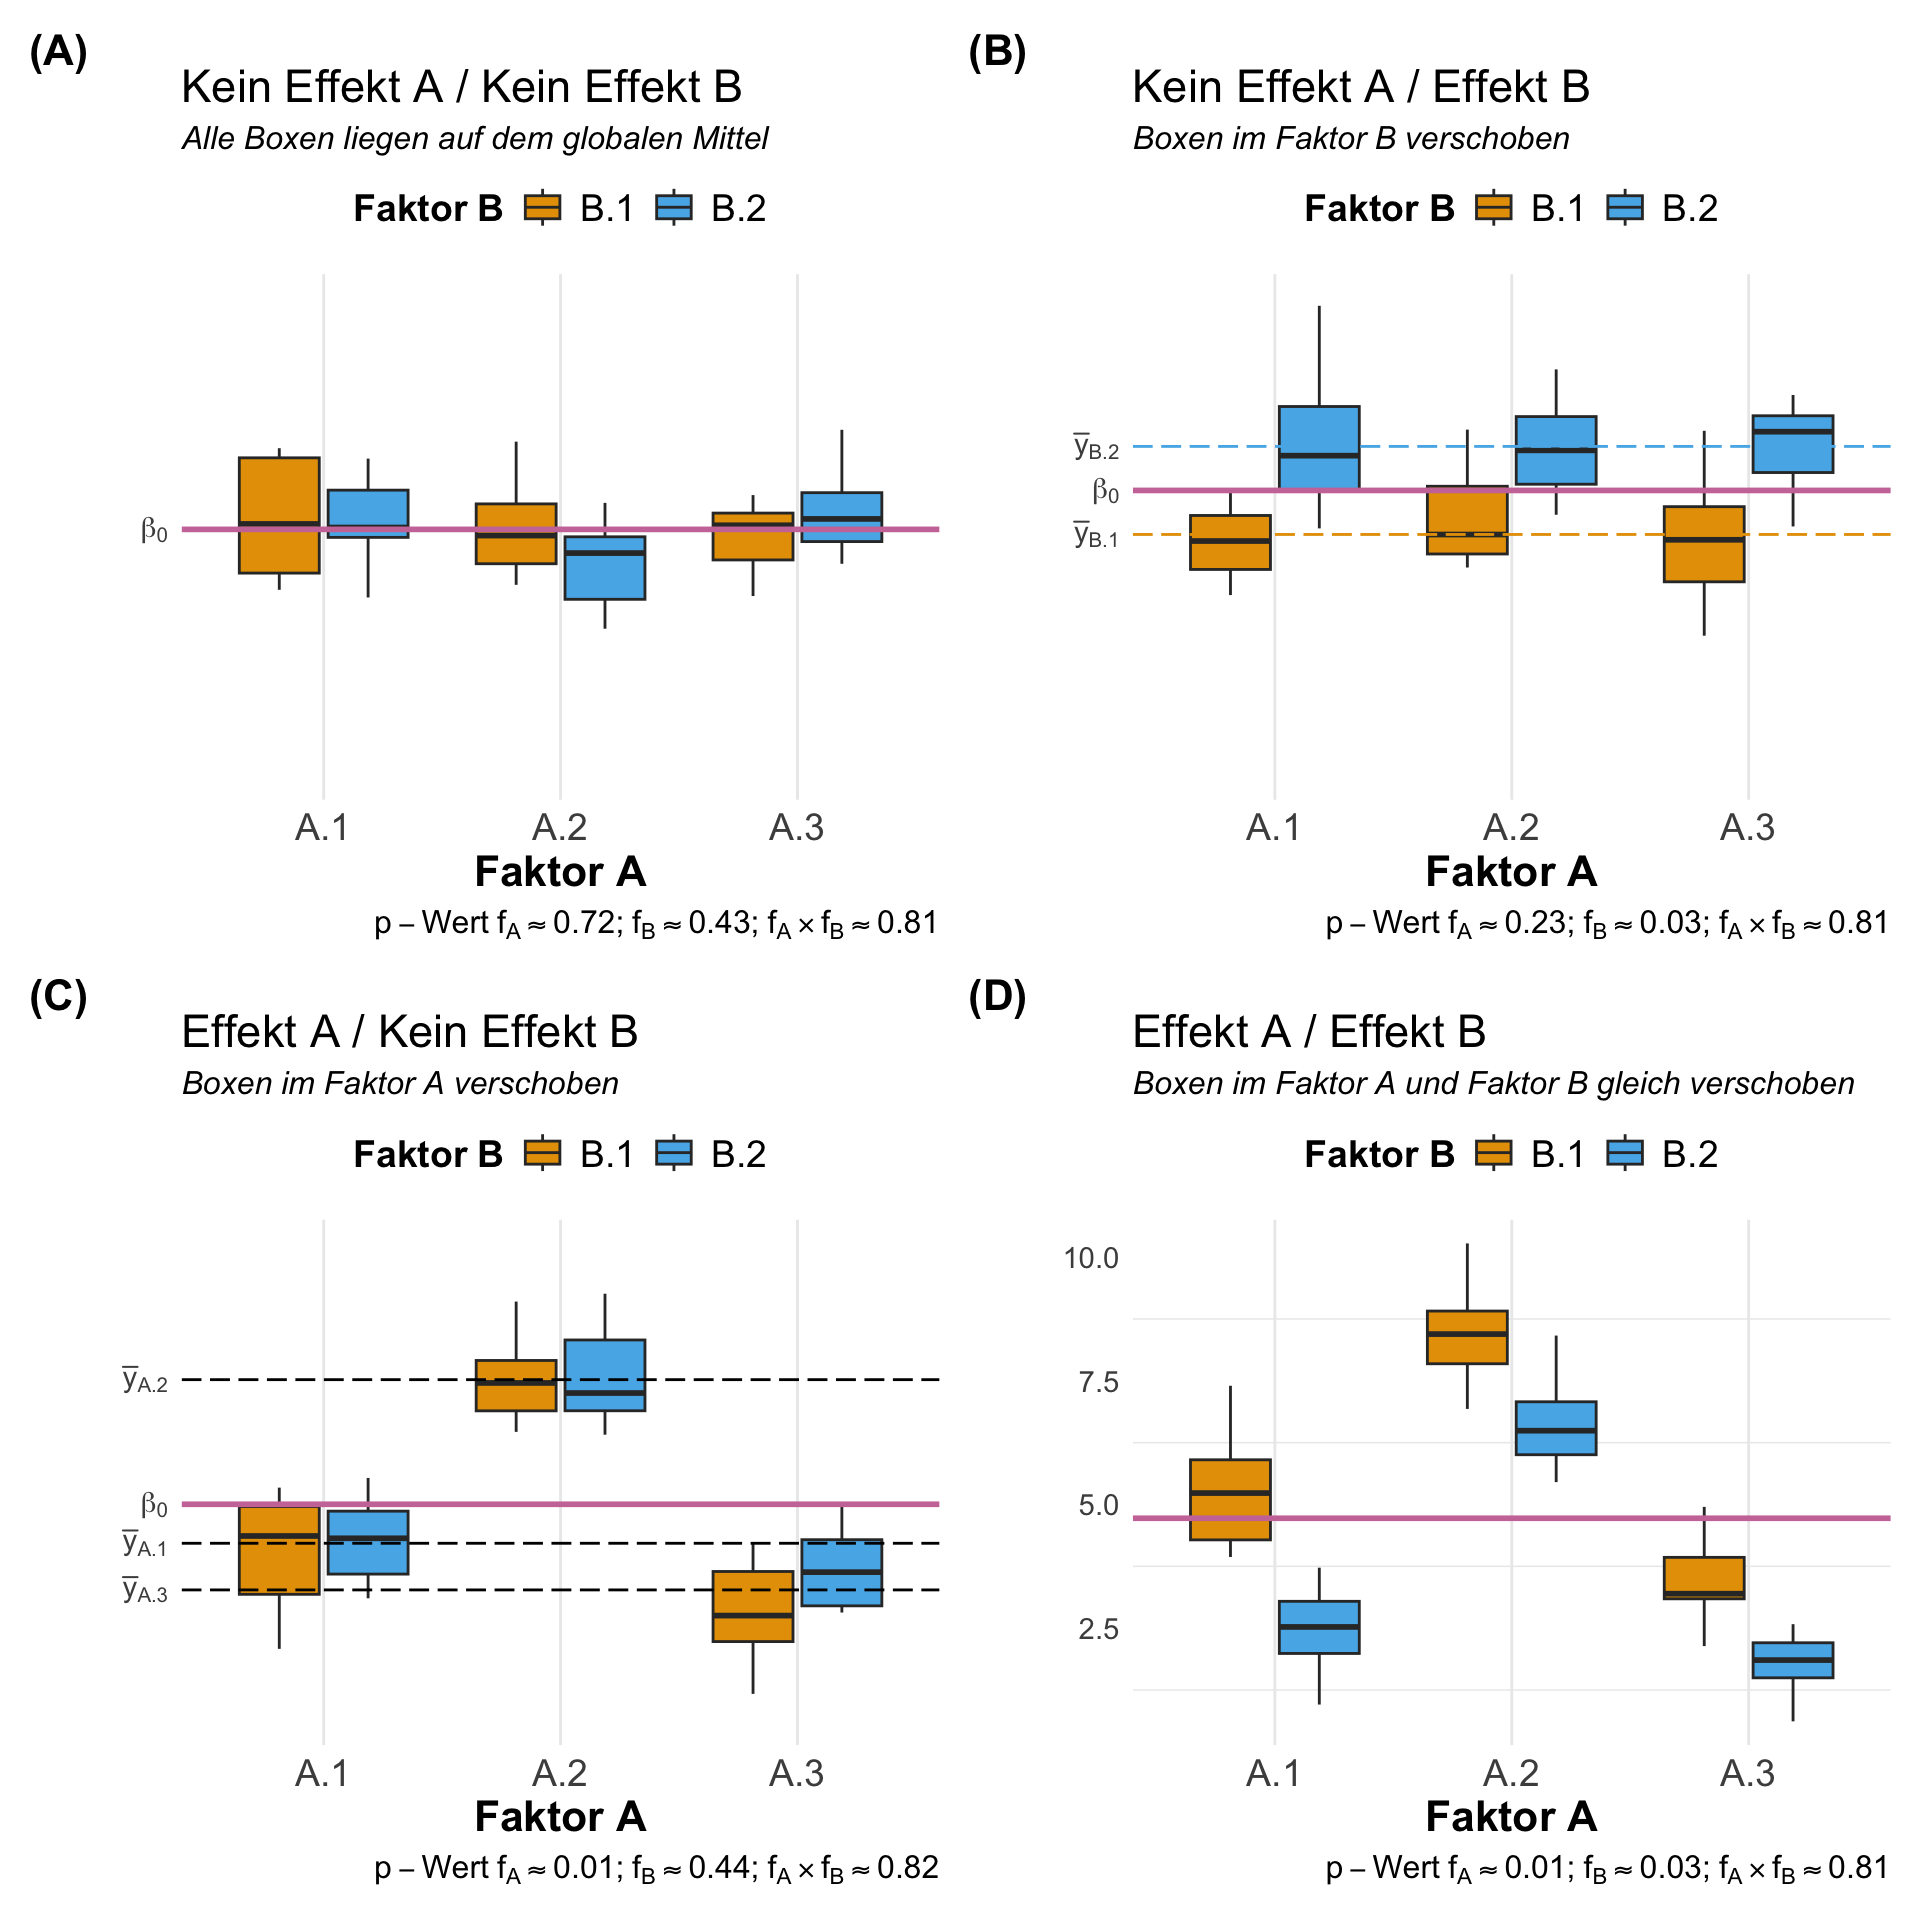 (A)
Kein Effekt A / Kein Effekt B
Alle Boxen liegen auf dem globalen Mittel
Faktor B B.1 B.2
β0
A.1 A.2 A.3
Faktor A
p – Wert fA ≈ 0.72; fB ≈ 0.43; fA × fB ≈ 0.81
(B)
Kein Effekt A / Effekt B
Boxen im Faktor B verschoben
Faktor B B.1 B.2
y̅B.2
β0
y̅B.1
A.1 A.2 A.3
Faktor A
p – Wert fA ≈ 0.23; fB ≈ 0.03; fA × fB ≈ 0.81
(C)
Effekt A / Kein Effekt B
Boxen im Faktor A verschoben
Faktor B B.1 B.2
y̅A.2
β0
y̅A.1
y̅A.3
A.1 A.2 A.3
Faktor A
p – Wert fA ≈ 0.01; fB ≈ 0.44; fA × fB ≈ 0.82
(D)
Effekt A / Effekt B
Boxen im Faktor A und Faktor B gleich verschoben
Faktor B B.1 B.2
10.0
7.5
5.0
2.5
A.1 A.2 A.3
Faktor A
p – Wert fA ≈ 0.01; fB ≈ 0.03; fA × fB ≈ 0.81